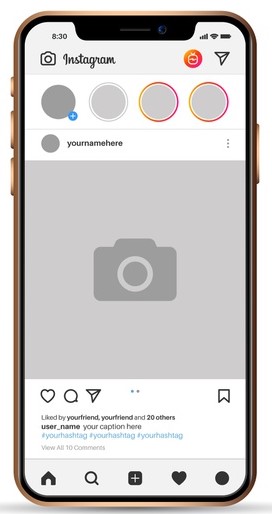 8:30
Instagram
yournamehere
Liked by yourfriend, yourfriend and 20 others
user_name your caption here
#yourhashtag #yourhashtag #yourhashtag
View All 10 Comments